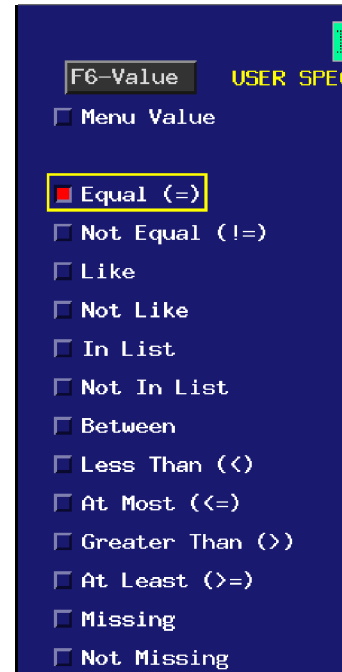 F6-Value USER SPE
Menu Value
Equal (=)
Not Equal (!=)
Like
Not Like
In List
Not In List
Between
Less Than (<)
At Most (<=)
Greater Than (>)
At Least (>=)
Missing
Not Missing